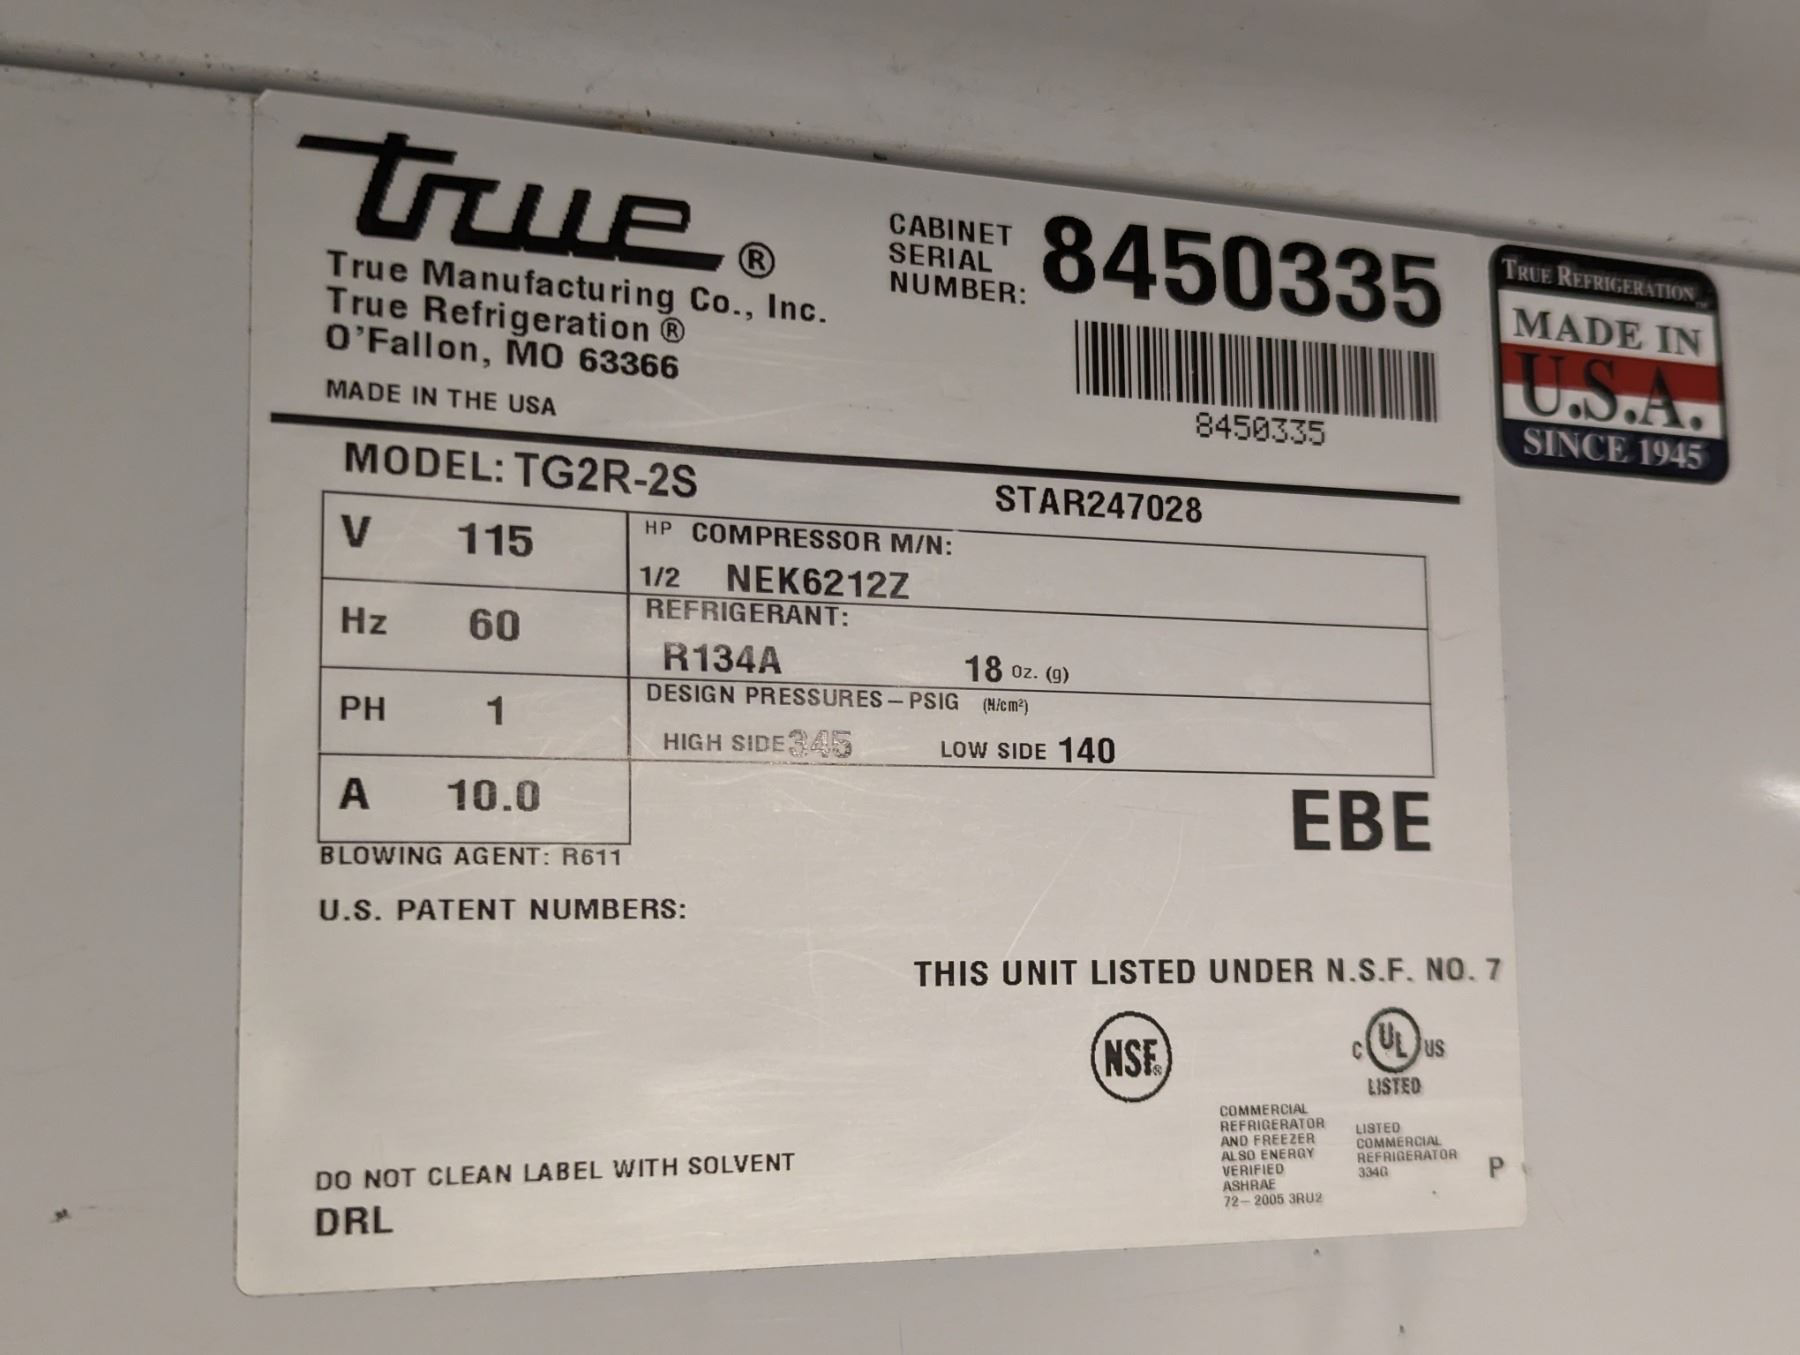 true®
True Manufacturing Co., Inc.
True Refrigeration ®
O'Fallon, MO 63366
MADE IN THE USA
CABINET
SERIAL
NUMBER: 8450335
8450335
TRUE REFRIGERATION™
MADE IN
U.S.A.
SINCE 1945
MODEL: TG2R-2S
STAR247028
V 115
Hz 60
PH 1
A 10.0
HP COMPRESSOR M/N:
1/2 NEK6212Z
REFRIGERANT:
R134A 18 oz. (g)
DESIGN PRESSURES – PSIG (N/cm²)
HIGH SIDE 345 LOW SIDE 140
EBE
BLOWING AGENT: R611
U.S. PATENT NUMBERS:
THIS UNIT LISTED UNDER N.S.F. NO. 7
NSF®
C UL US
LISTED
COMMERCIAL
REFRIGERATOR
AND FREEZER
ALSO ENERGY
VERIFIED
ASHRAE
72–2005 3RU2
LISTED
COMMERCIAL
REFRIGERATOR
334G
P
DO NOT CLEAN LABEL WITH SOLVENT
DRL